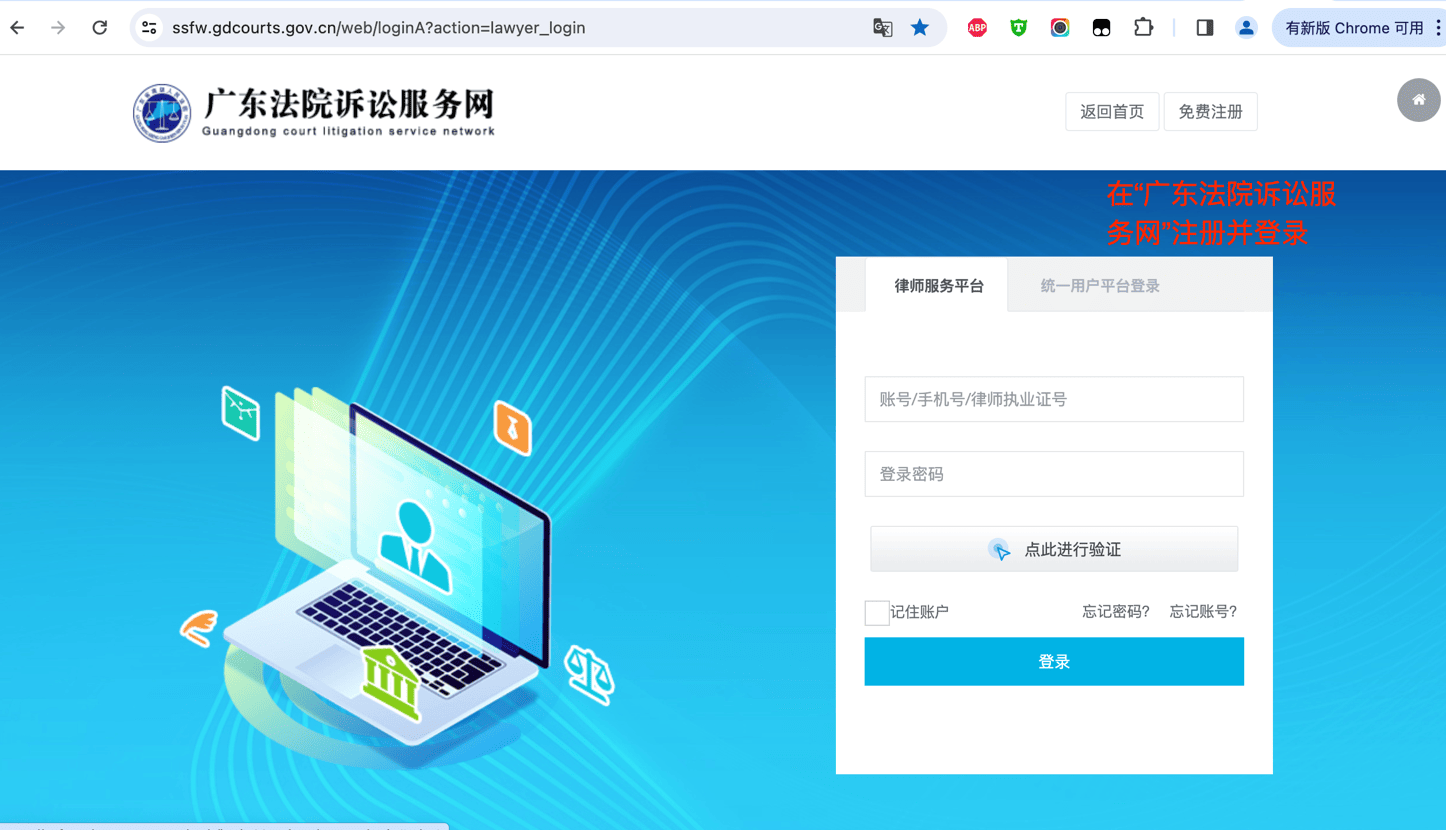 ssfw.gdcourts.gov.cn/web/loginA?action=lawyer_login
ABP
有新版 Chrome 可用
广东法院诉讼服务网
Guangdong court litigation service network
返回首页
免费注册
在“广东法院诉讼服
务网”注册并登录
律师服务平台
统一用户平台登录
账号/手机号/律师执业证号
登录密码
点此进行验证
记住账户
忘记密码?
忘记账号?
登录